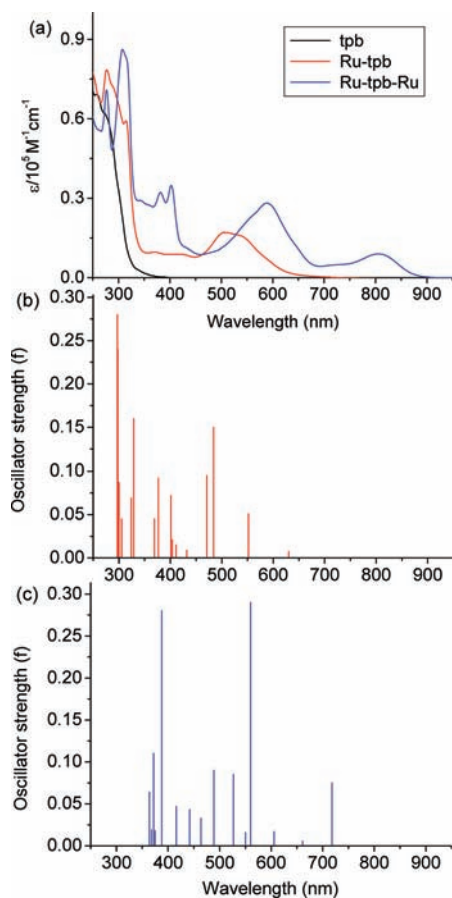 (a)
tpb
Ru-tpb
Ru-tpb-Ru
ε/10⁵ M⁻¹cm⁻¹
0.9
0.6
0.3
0.0
300 400 500 600 700 800 900
Wavelength (nm)
(b)
Oscillator strength (f)
0.30
0.25
0.20
0.15
0.10
0.05
0.00
300 400 500 600 700 800 900
Wavelength (nm)
(c)
Oscillator strength (f)
0.30
0.25
0.20
0.15
0.10
0.05
0.00
300 400 500 600 700 800 900
Wavelength (nm)